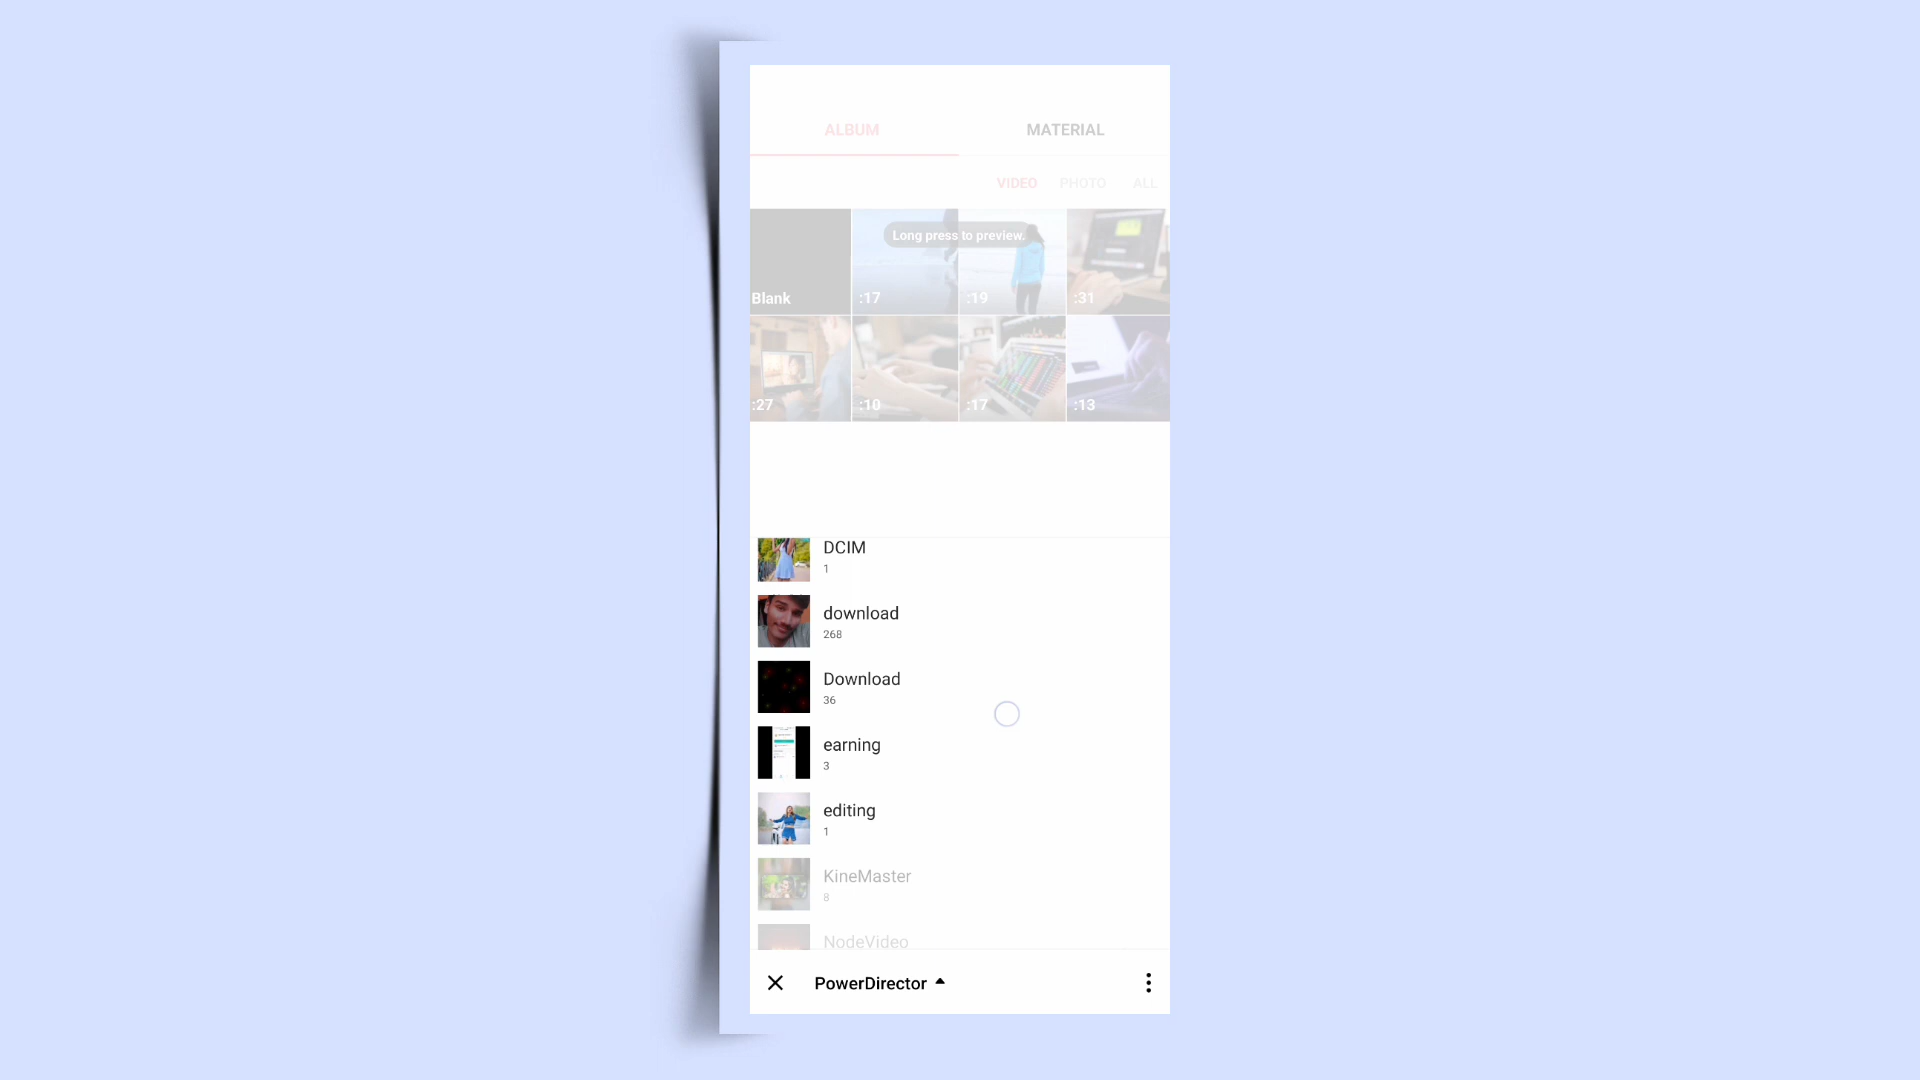 ALBUM MATERIAL
VIDEO PHOTO ALL
Long press to preview.
Blank :17 :19 :31
:27 :10 :17 :13
DCIM
1
download
268
Download
36
earning
3
editing
1
KineMaster
8
NodeVideo
PowerDirector